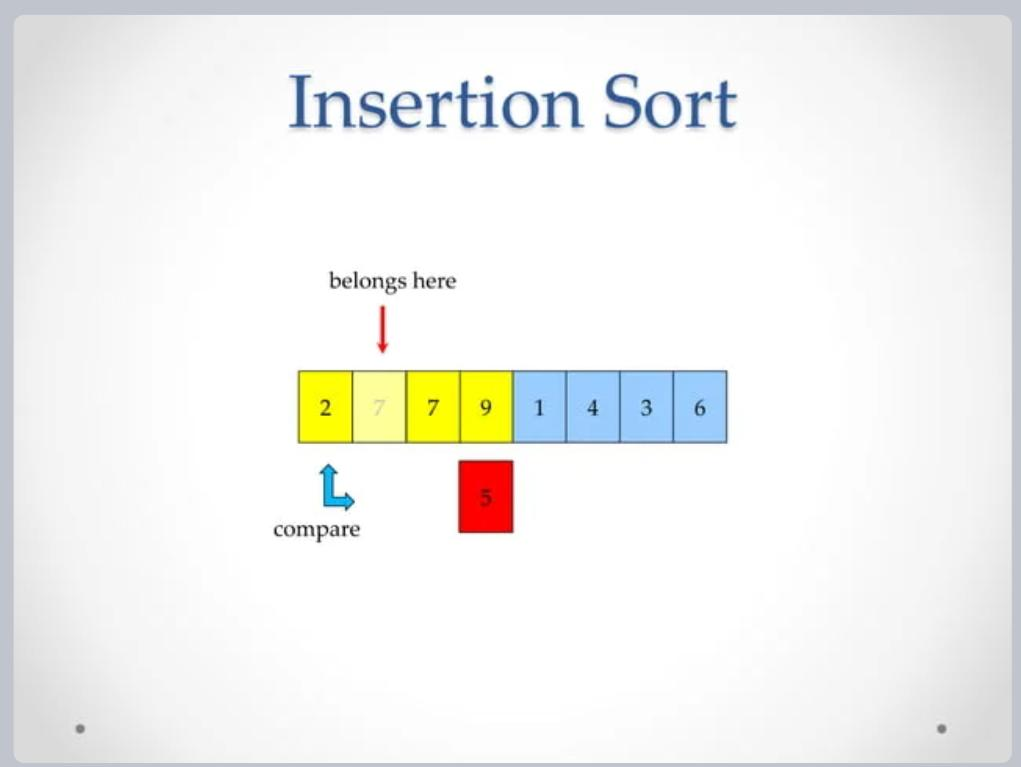 Insertion Sort
belongs here
2 7 7 9 1 4 3 6
5
compare